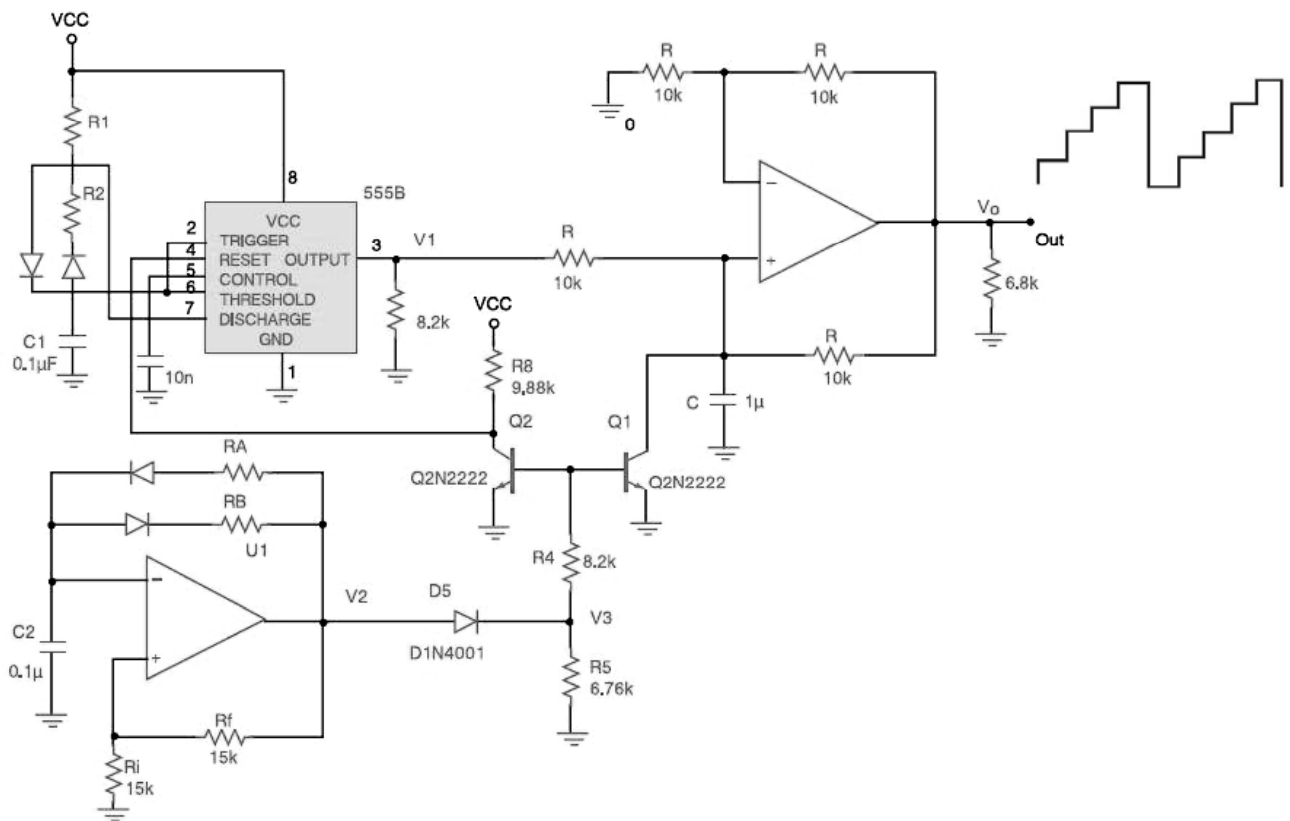 VCC
R1
R2
C1
0.1µF
8
555B
VCC
2
TRIGGER
4
RESET
OUTPUT
3
5
CONTROL
6
THRESHOLD
7
DISCHARGE
GND
1
10n
V1
8.2k
R
10k
R
10k
0
R
10k
−
+
Vo
Out
6.8k
R
10k
C
1µ
VCC
R8
9.88k
Q2
Q2N2222
Q1
Q2N2222
R4
8.2k
V3
R5
6.76k
D5
D1N4001
V2
RA
RB
U1
−
+
C2
0.1µ
Rf
15k
Ri
15k